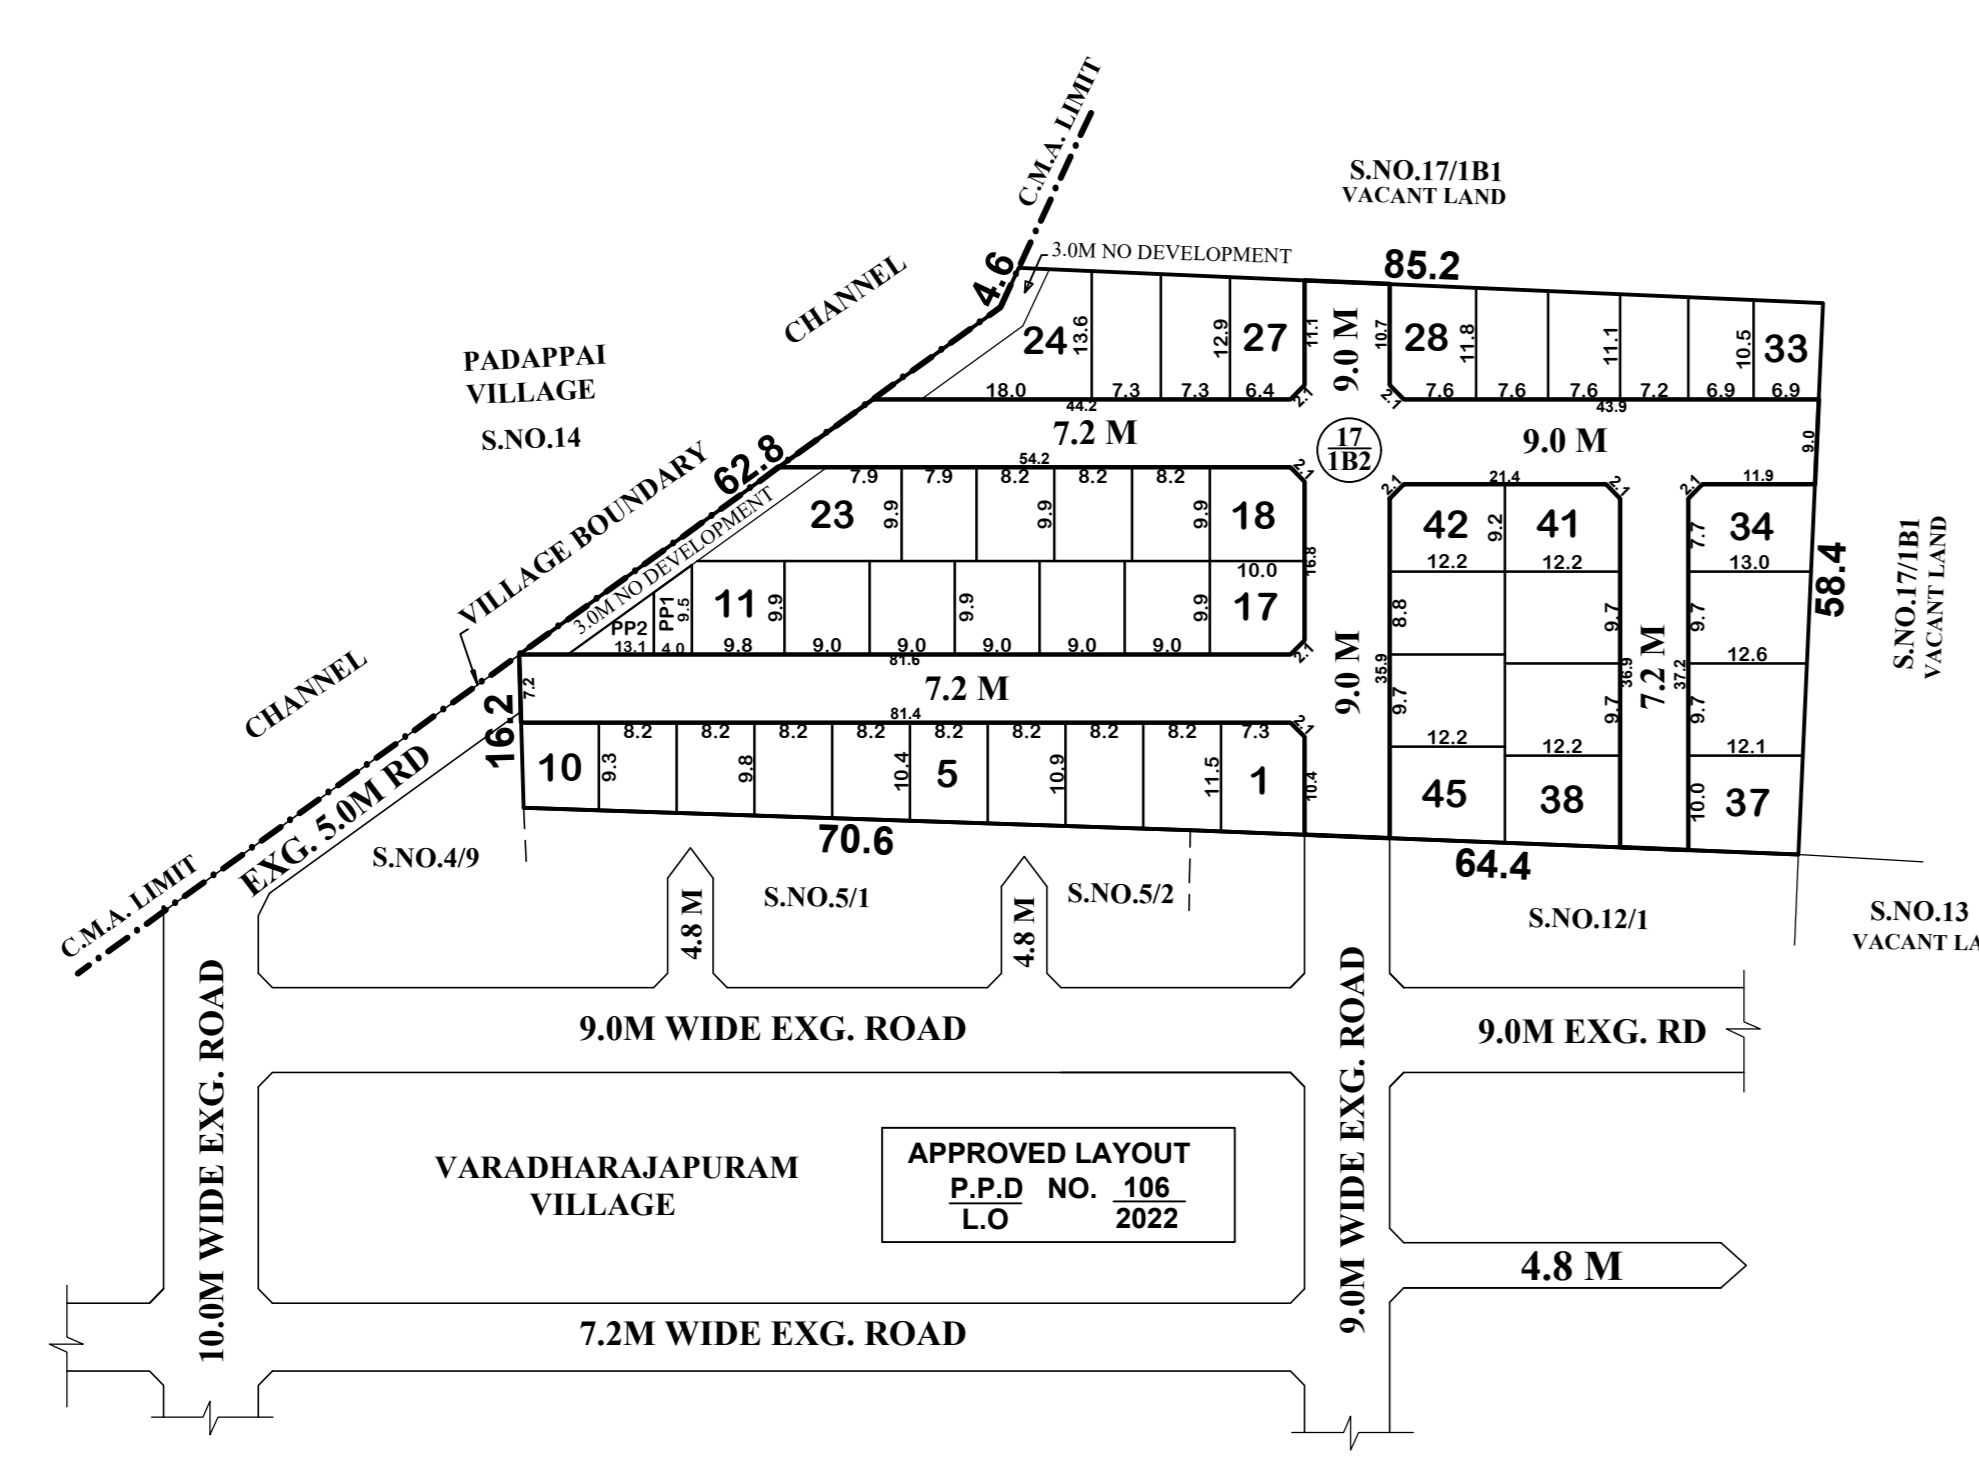 C.M.A. LIMIT
S.NO.17/1B1
VACANT LAND
3.0M NO DEVELOPMENT
85.2
4.6
CHANNEL
24
13.6
12.9
27
11.1
9.0 M
10.7
28
11.8
11.1
10.5
33
18.0
7.3
7.3
6.4
2.1
2.1
7.6
7.6
7.6
7.2
6.9
6.9
44.2
43.9
PADAPPAI
VILLAGE
S.NO.14
7.2 M
17
1B2
9.0 M
9.0
62.8
54.2
2.1
2.1
21.4
2.1
2.1
11.9
VILLAGE BOUNDARY
3.0M NO DEVELOPMENT
7.9
7.9
8.2
8.2
8.2
23
9.9
9.9
9.9
18
16.8
42
9.2
41
7.7
34
12.2
12.2
13.0
58.4
S.NO.17/1B1
VACANT LAND
10.0
PP2
PP1
9.5
11
9.9
9.9
9.9
17
8.8
9.7
9.7
13.1
4.0
9.8
9.0
9.0
9.0
9.0
2.1
81.6
9.0 M
35.9
36.9
7.2 M
37.2
12.6
CHANNEL
16.2
7.2
7.2 M
9.7
9.7
9.7
81.4
8.2
8.2
8.2
8.2
8.2
8.2
8.2
8.2
7.3
2.1
12.2
12.2
12.1
10
9.3
9.8
10.4
5
10.9
11.5
1
10.4
45
38
10.0
37
EXG. 5.0M RD
70.6
64.4
C.M.A. LIMIT
S.NO.4/9
4.8 M
S.NO.5/1
4.8 M
S.NO.5/2
S.NO.12/1
S.NO.13
VACANT LA
10.0M WIDE EXG. ROAD
9.0M WIDE EXG. ROAD
9.0M WIDE EXG. ROAD
9.0M EXG. RD
VARADHARAJAPURAM
VILLAGE
APPROVED LAYOUT
P.P.D NO. 106
L.O 2022
4.8 M
7.2M WIDE EXG. ROAD